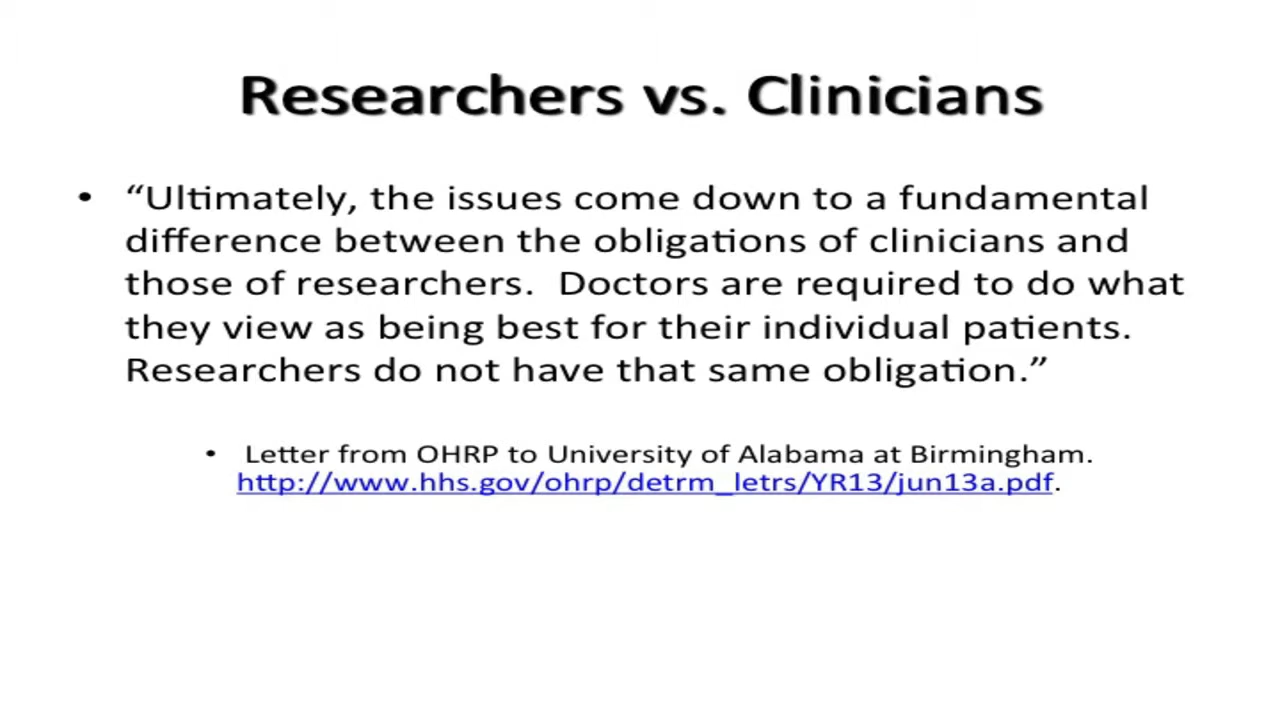 Researchers vs. Clinicians
• “Ultimately, the issues come down to a fundamental
difference between the obligations of clinicians and
those of researchers.  Doctors are required to do what
they view as being best for their individual patients.
Researchers do not have that same obligation.”
• Letter from OHRP to University of Alabama at Birmingham.
http://www.hhs.gov/ohrp/detrm_letrs/YR13/jun13a.pdf.